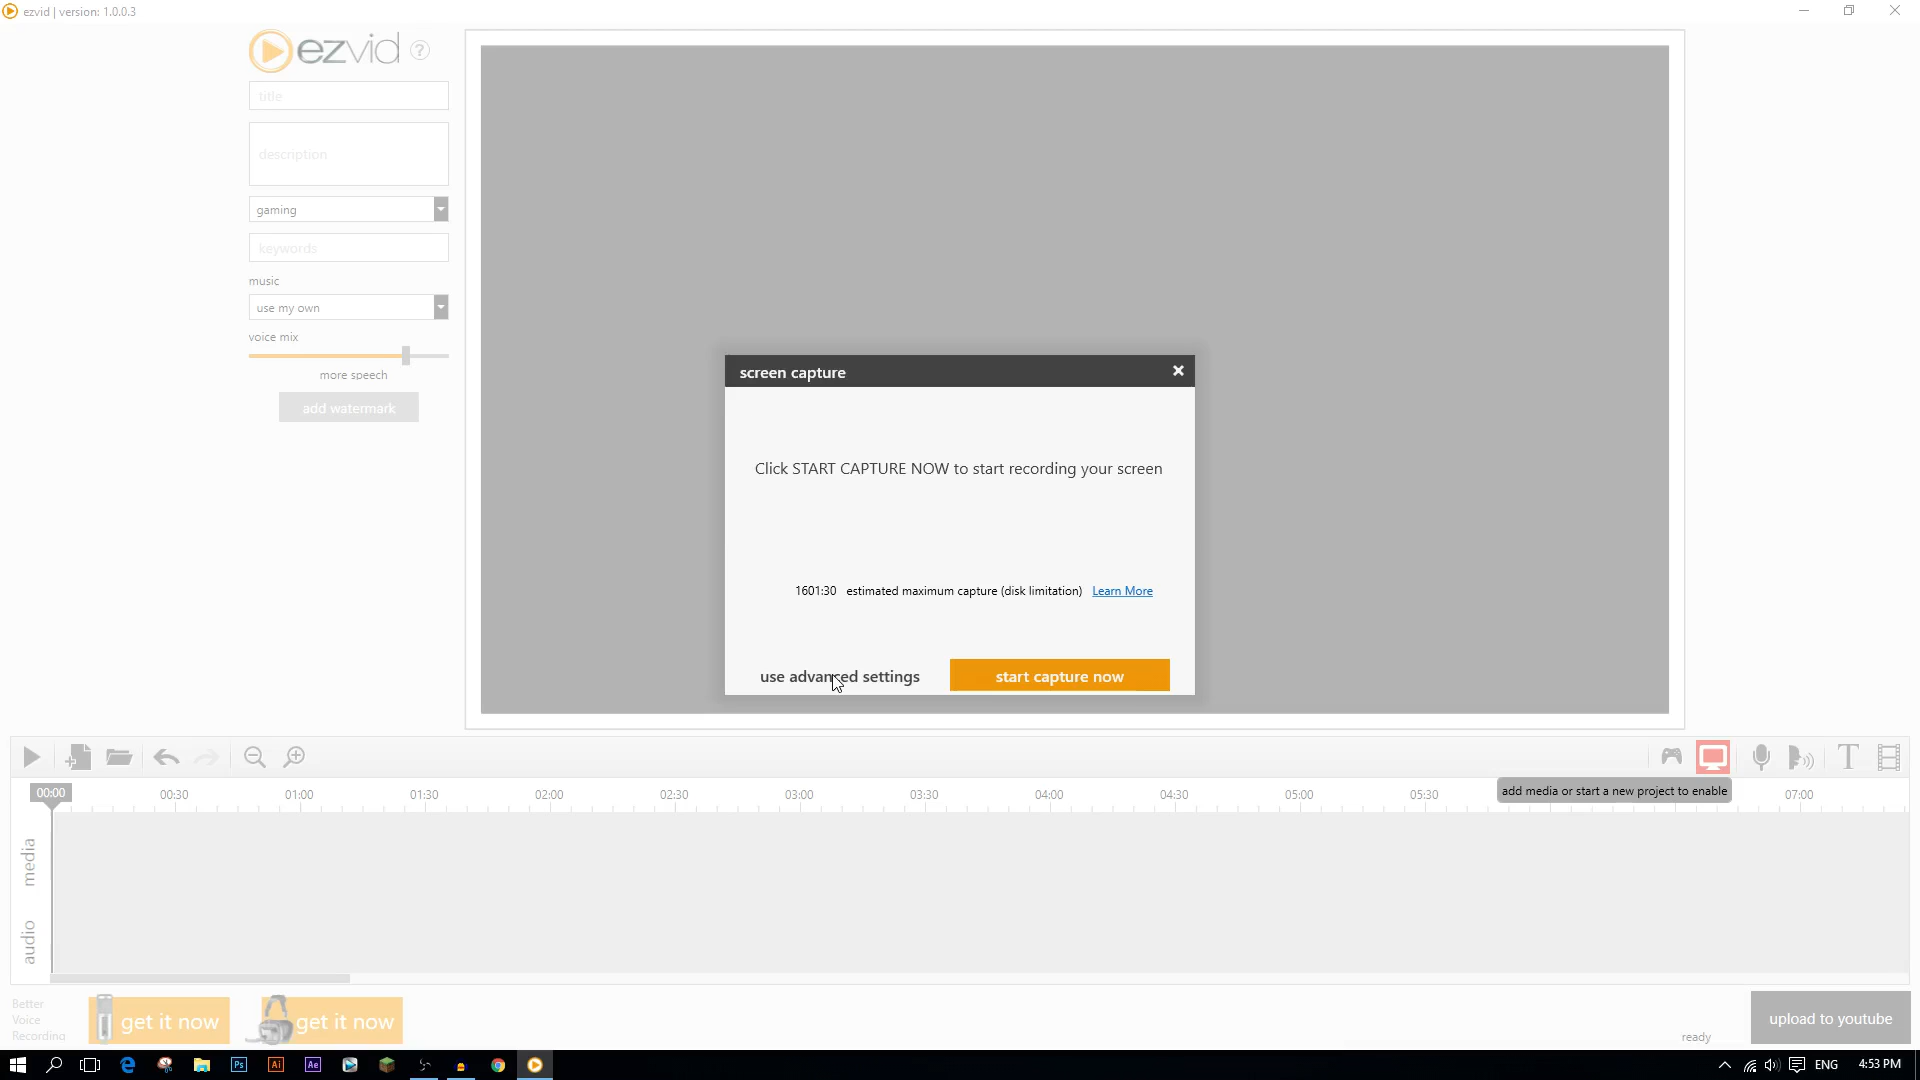 ezvid | version: 1.0.0.3
ezvid ?
title
description
gaming
keywords
music
use my own
voice mix
more speech
add watermark
screen capture
Click START CAPTURE NOW to start recording your screen
1601:30 estimated maximum capture (disk limitation) Learn More
use advanced settings
start capture now
T
add media or start a new project to enable
00:00 00:30 01:00 01:30 02:00 02:30 03:00 03:30 04:00 04:30 05:00 05:30 07:00
media
audio
Better
Voice
Recording
get it now
get it now
ready
upload to youtube
Ps Ai Ae
ENG
4:53 PM